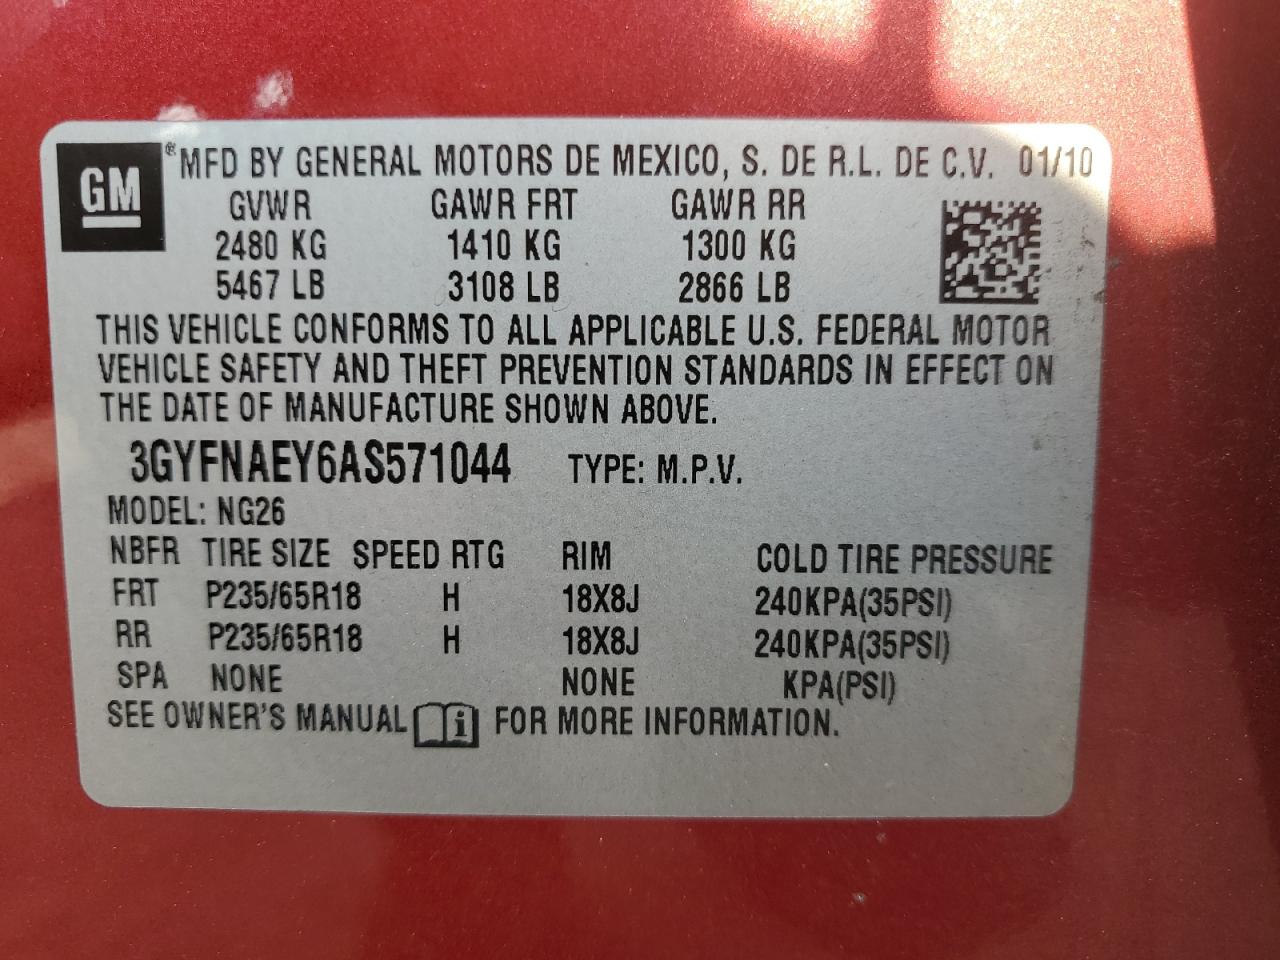 GM ® MFD BY GENERAL MOTORS DE MEXICO, S. DE R.L. DE C.V. 01/10
GVWR GAWR FRT GAWR RR
2480 KG 1410 KG 1300 KG
5467 LB 3108 LB 2866 LB
THIS VEHICLE CONFORMS TO ALL APPLICABLE U.S. FEDERAL MOTOR
VEHICLE SAFETY AND THEFT PREVENTION STANDARDS IN EFFECT ON
THE DATE OF MANUFACTURE SHOWN ABOVE.
3GYFNAEY6AS571044 TYPE: M.P.V.
MODEL: NG26
NBFR TIRE SIZE SPEED RTG RIM COLD TIRE PRESSURE
FRT P235/65R18 H 18X8J 240KPA(35PSI)
RR P235/65R18 H 18X8J 240KPA(35PSI)
SPA NONE NONE KPA(PSI)
SEE OWNER'S MANUAL i FOR MORE INFORMATION.